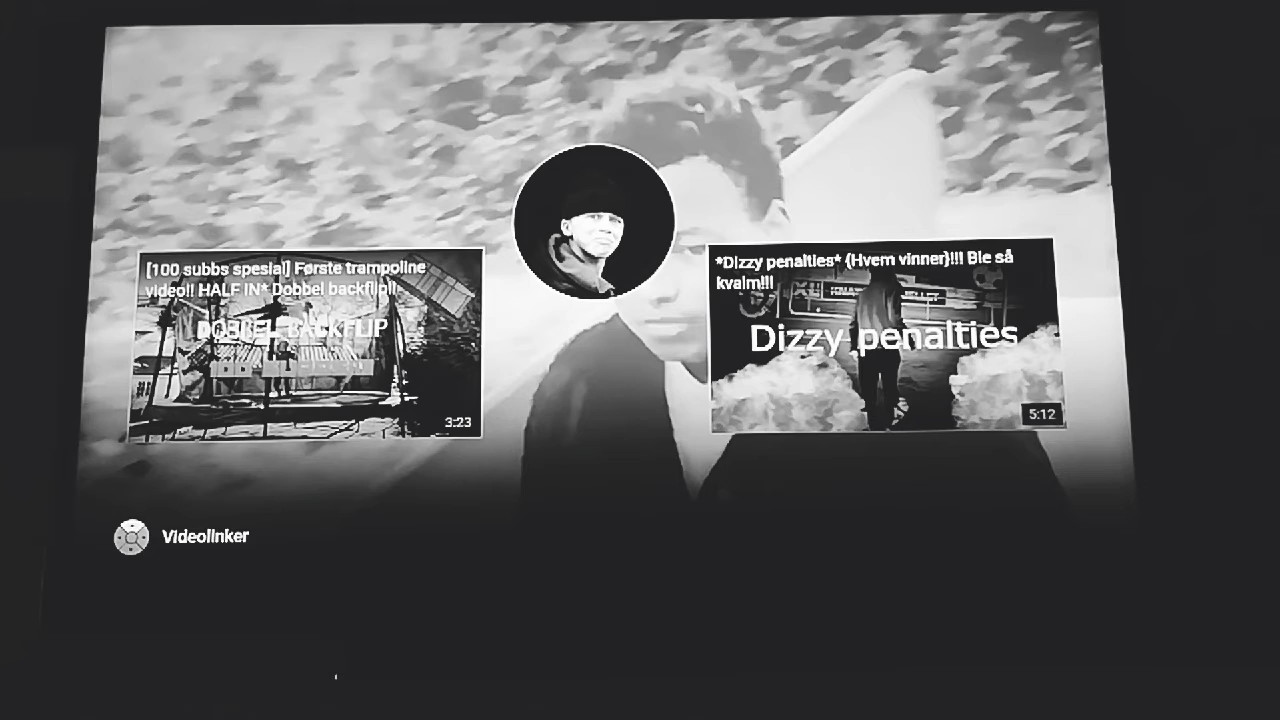 [100 subbs spesial] Første trampoline
video!! HALF IN* Dobbel backflip!!
DOBBEL BACKFLIP
3:23
*Dizzy penalties* (Hvem vinner)!!! Ble så
kvalm!!!
Dizzy penalties
5:12
Videolinker